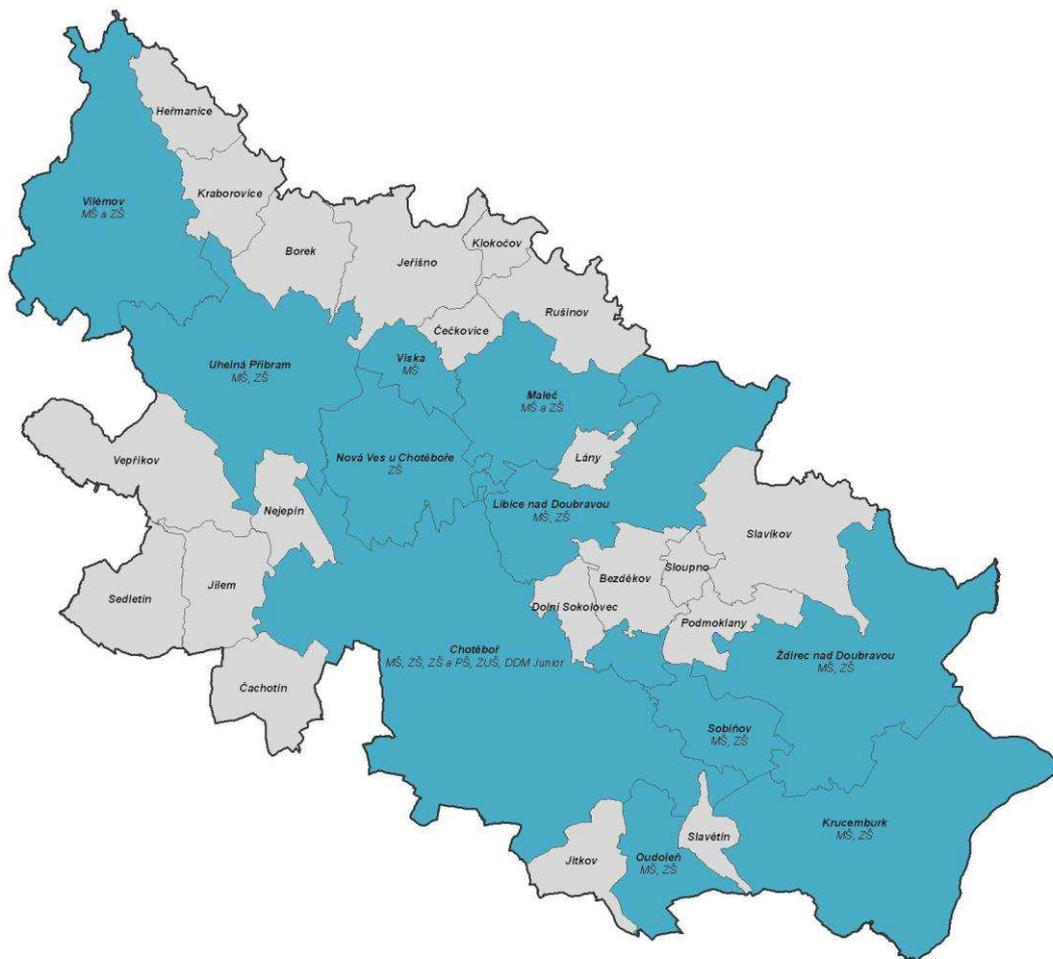 Heřmanice
Kraborovice
Vilémov
MŠ a ZŠ
Borek
Klokočov
Jeřišno
Rušinov
Čečkovice
Uhelná Příbram
MŠ, ZŠ
Víska
MŠ
Maleč
MŠ a ZŠ
Vepříkov
Nová Ves u Chotěboře
ZŠ
Lány
Nejepín
Libice nad Doubravou
MŠ, ZŠ
Slavíkov
Sloupno
Bezděkov
Sedletín
Jilem
Dolní Sokolovec
Podmoklany
Chotěboř
MŠ, ZŠ, ZŠ a PŠ, ZUŠ, DDM Junior
Ždírec nad Doubravou
MŠ, ZŠ
Čachotín
Sobíňov
MŠ, ZŠ
Krucemburk
MŠ, ZŠ
Slavětín
Jitkov
Oudoleň
MŠ, ZŠ